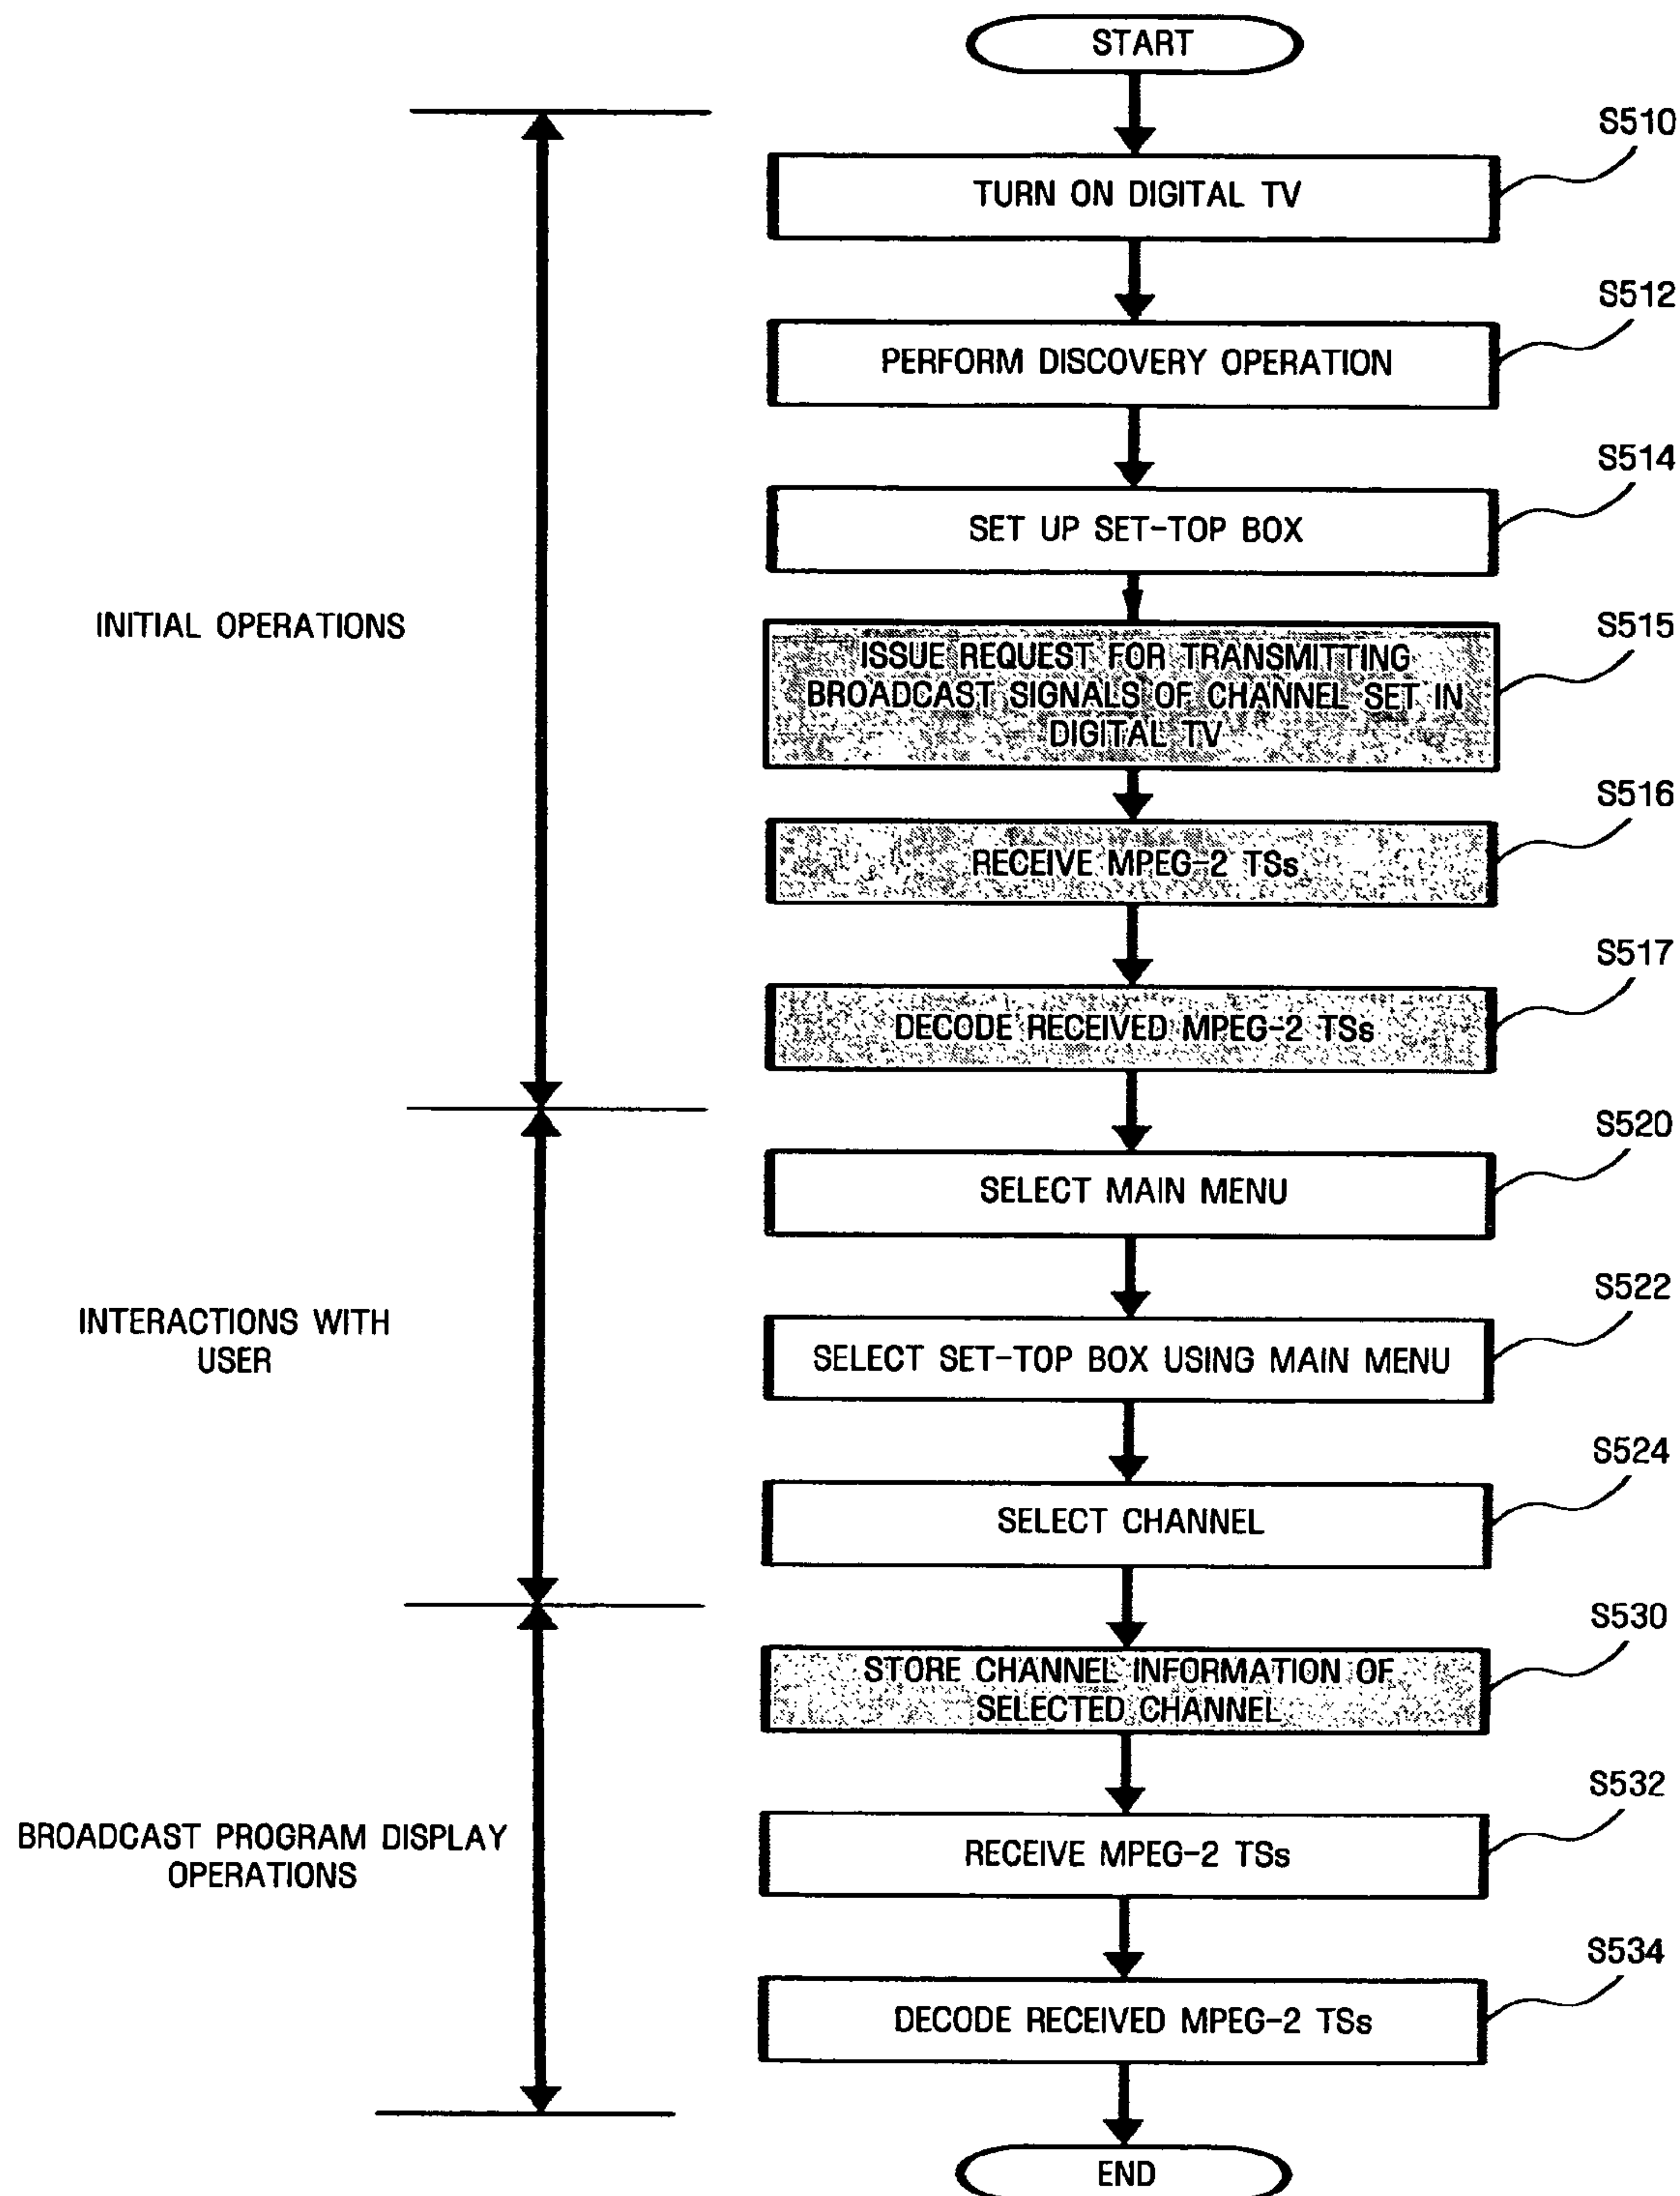 START
S510
TURN ON DIGITAL TV
S512
PERFORM DISCOVERY OPERATION
S514
SET UP SET-TOP BOX
INITIAL OPERATIONS
S515
ISSUE REQUEST FOR TRANSMITTING
BROADCAST SIGNALS OF CHANNEL SET IN
DIGITAL TV
S516
RECEIVE MPEG-2 TSs
S517
DECODE RECEIVED MPEG-2 TSs
S520
SELECT MAIN MENU
INTERACTIONS WITH
USER
S522
SELECT SET-TOP BOX USING MAIN MENU
S524
SELECT CHANNEL
S530
STORE CHANNEL INFORMATION OF
SELECTED CHANNEL
BROADCAST PROGRAM DISPLAY
OPERATIONS
S532
RECEIVE MPEG-2 TSs
S534
DECODE RECEIVED MPEG-2 TSs
END